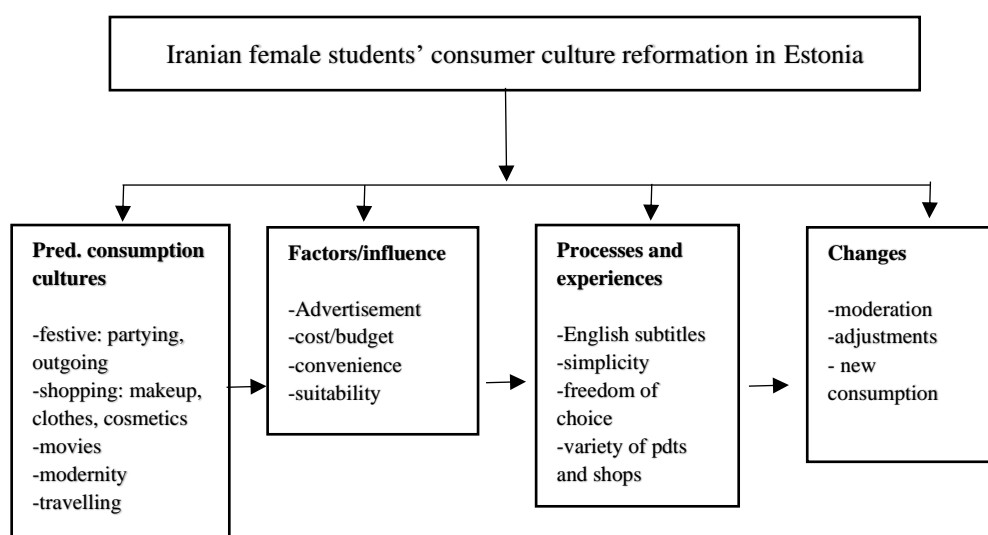 Iranian female students’ consumer culture reformation in Estonia
Pred. consumption
cultures
-festive: partying,
outgoing
-shopping: makeup,
clothes, cosmetics
-movies
-modernity
-travelling
Factors/influence
-Advertisement
-cost/budget
-convenience
-suitability
Processes and
experiences
-English subtitles
-simplicity
-freedom of
choice
-variety of pdts
and shops
Changes
-moderation
-adjustments
- new
consumption